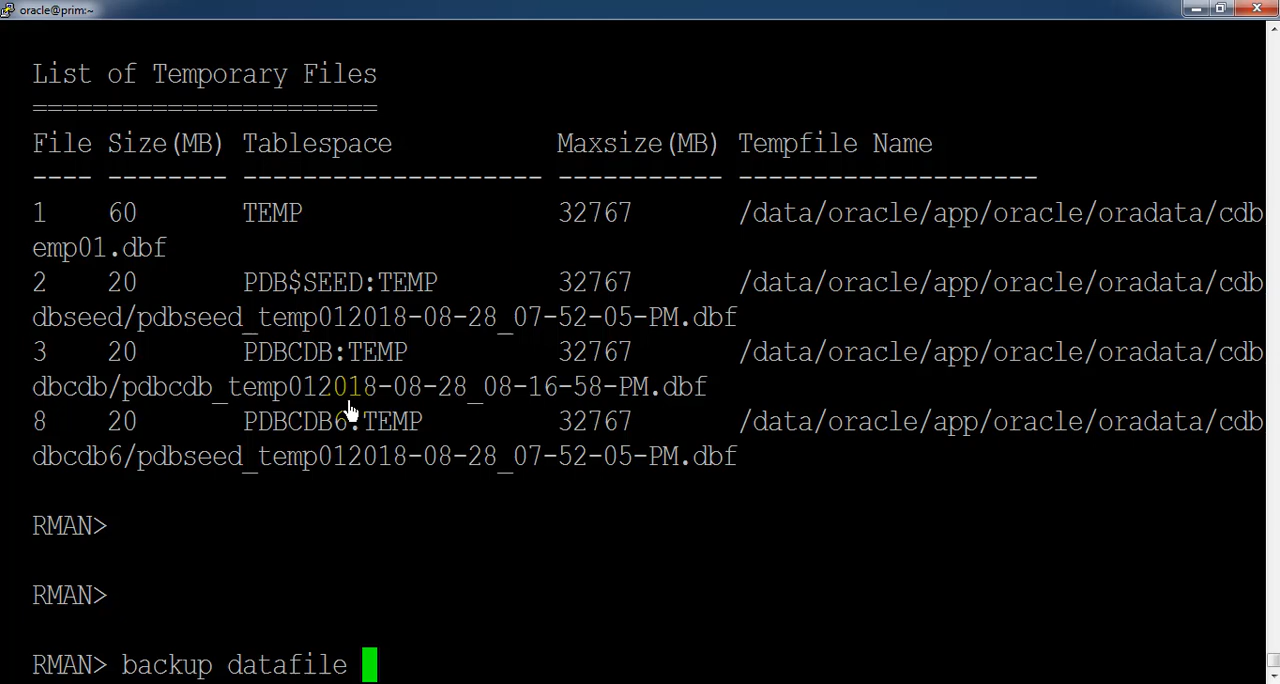 oracle@prim:~
List of Temporary Files
=======================
File Size(MB) Tablespace Maxsize(MB) Tempfile Name
---- -------- -------------------- ----------- --------------------
1 60 TEMP 32767 /data/oracle/app/oracle/oradata/cdb
emp01.dbf
2 20 PDB$SEED:TEMP 32767 /data/oracle/app/oracle/oradata/cdb
dbseed/pdbseed_temp012018-08-28_07-52-05-PM.dbf
3 20 PDBCDB:TEMP 32767 /data/oracle/app/oracle/oradata/cdb
dbcdb/pdbcdb_temp012018-08-28_08-16-58-PM.dbf
8 20 PDBCDB6:TEMP 32767 /data/oracle/app/oracle/oradata/cdb
dbcdb6/pdbseed_temp012018-08-28_07-52-05-PM.dbf
RMAN>
RMAN>
RMAN> backup datafile